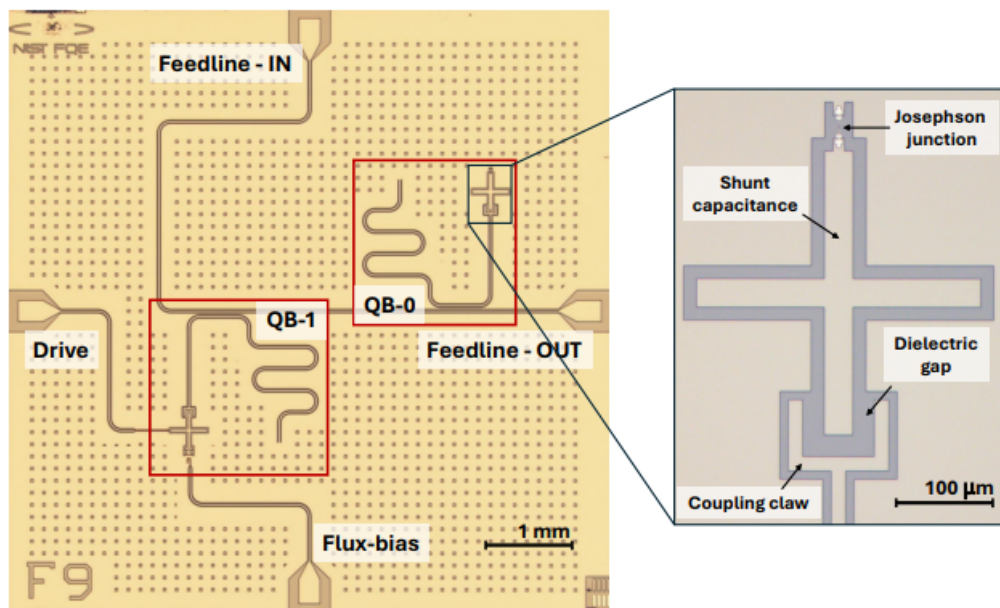 NIST FQE
Feedline - IN
QB-0
QB-1
Drive
Feedline - OUT
Flux-bias
1 mm
F9
Josephson
junction
Shunt
capacitance
Dielectric
gap
Coupling claw
100 μm